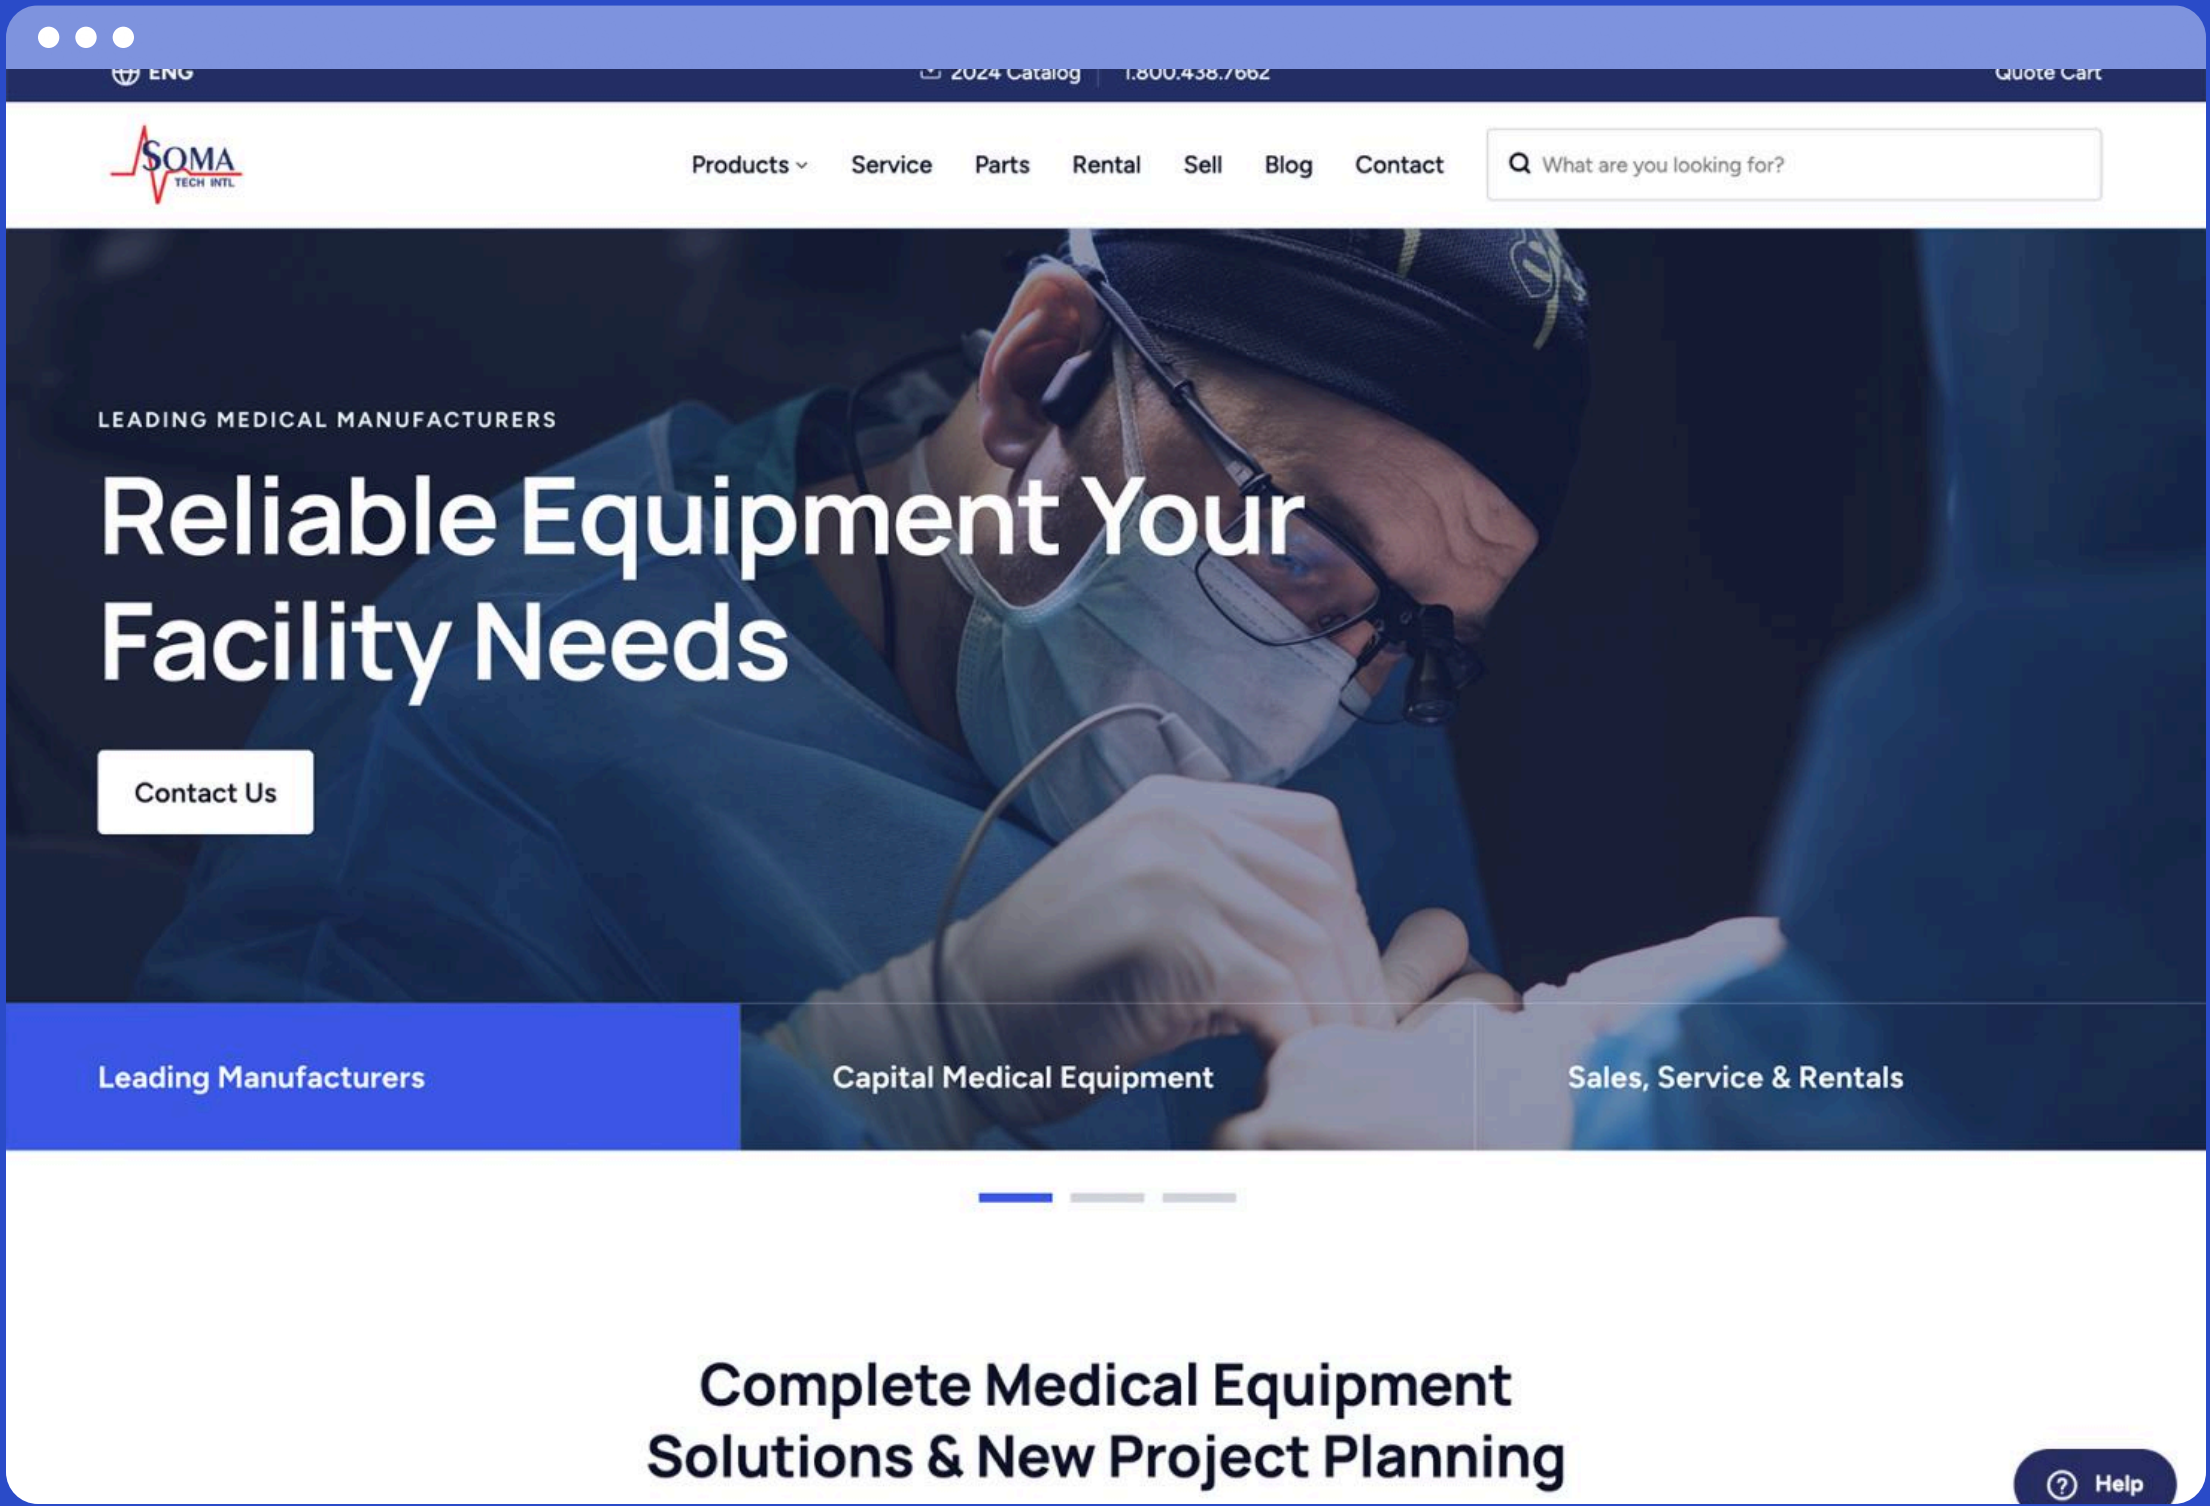 ENG
2024 Catalog
1.800.438.7662
Quote Cart
SOMA
TECH INTL
Products
Service
Parts
Rental
Sell
Blog
Contact
What are you looking for?
LEADING MEDICAL MANUFACTURERS
Reliable Equipment Your
Facility Needs
Contact Us
Leading Manufacturers
Capital Medical Equipment
Sales, Service & Rentals
Complete Medical Equipment
Solutions & New Project Planning
Help